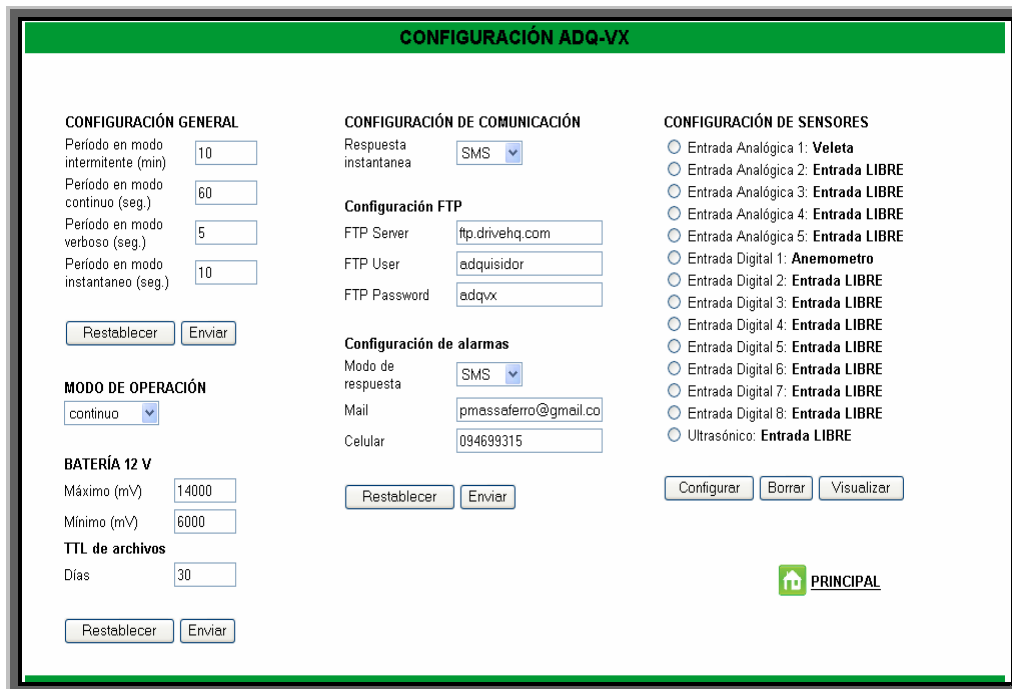 CONFIGURACIÓN ADQ-VX
CONFIGURACIÓN GENERAL
Período en modo
intermitente (min)
10
Período en modo
continuo (seg.)
60
Período en modo
verboso (seg.)
5
Período en modo
instantaneo (seg.)
10
Restablecer
Enviar
MODO DE OPERACIÓN
continuo
BATERÍA 12 V
Máximo (mV)
14000
Mínimo (mV)
6000
TTL de archivos
Días
30
Restablecer
Enviar
CONFIGURACIÓN DE COMUNICACIÓN
Respuesta
instantanea
SMS
Configuración FTP
FTP Server
ftp.drivehq.com
FTP User
adquisidor
FTP Password
adqvx
Configuración de alarmas
Modo de
respuesta
SMS
Mail
pmassaferro@gmail.co
Celular
094699315
Restablecer
Enviar
CONFIGURACIÓN DE SENSORES
Entrada Analógica 1: Veleta
Entrada Analógica 2: Entrada LIBRE
Entrada Analógica 3: Entrada LIBRE
Entrada Analógica 4: Entrada LIBRE
Entrada Analógica 5: Entrada LIBRE
Entrada Digital 1: Anemometro
Entrada Digital 2: Entrada LIBRE
Entrada Digital 3: Entrada LIBRE
Entrada Digital 4: Entrada LIBRE
Entrada Digital 5: Entrada LIBRE
Entrada Digital 6: Entrada LIBRE
Entrada Digital 7: Entrada LIBRE
Entrada Digital 8: Entrada LIBRE
Ultrasónico: Entrada LIBRE
Configurar
Borrar
Visualizar
PRINCIPAL